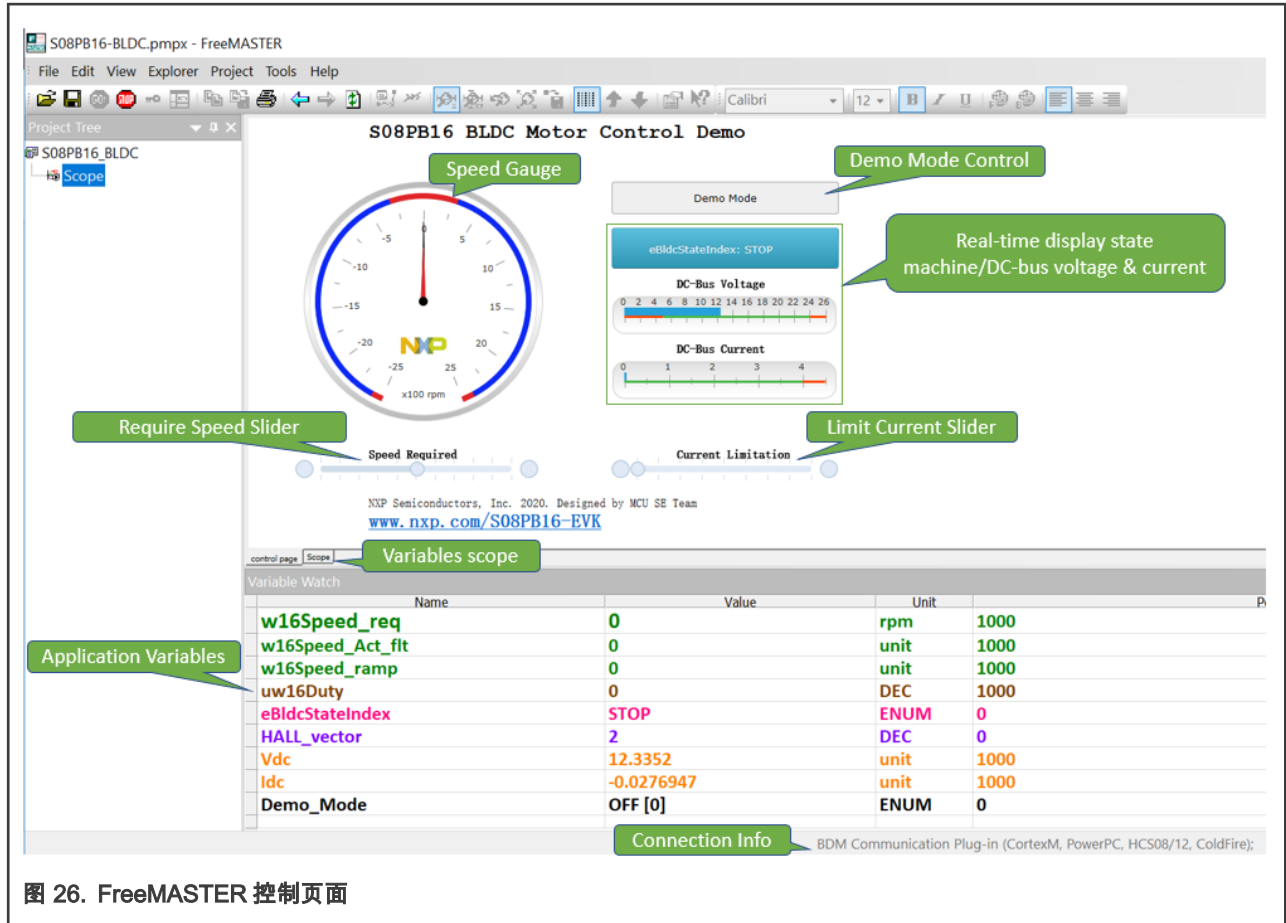 S08PB16-BLDC.pmpx - FreeMASTER
File Edit View Explorer Project Tools Help
GO!
STOP
Calibri
12
B I U
Project Tree
S08PB16_BLDC
Scope
S08PB16 BLDC Motor Control Demo
Speed Gauge
Demo Mode Control
Demo Mode
eBldcStateIndex: STOP
Real-time display state
machine/DC-bus voltage & current
DC-Bus Voltage
0 2 4 6 8 10 12 14 16 18 20 22 24 26
DC-Bus Current
0 1 2 3 4
-25 -20 -15 -10 -5 0 5 10 15 20 25
NXP
x100 rpm
Require Speed Slider
Limit Current Slider
Speed Required
Current Limitation
NXP Semiconductors, Inc. 2020. Designed by MCU SE Team
www.nxp.com/S08PB16-EVK
control page Scope
Variables scope
Variable Watch
Name Value Unit
w16Speed_req 0 rpm 1000
w16Speed_Act_flt 0 unit 1000
w16Speed_ramp 0 unit 1000
uw16Duty 0 DEC 1000
eBldcStateIndex STOP ENUM 0
HALL_vector 2 DEC 0
Vdc 12.3352 unit 1000
Idc -0.0276947 unit 1000
Demo_Mode OFF [0] ENUM 0
Application Variables
Connection Info
BDM Communication Plug-in (CortexM, PowerPC, HCS08/12, ColdFire);
图 26. FreeMASTER 控制页面